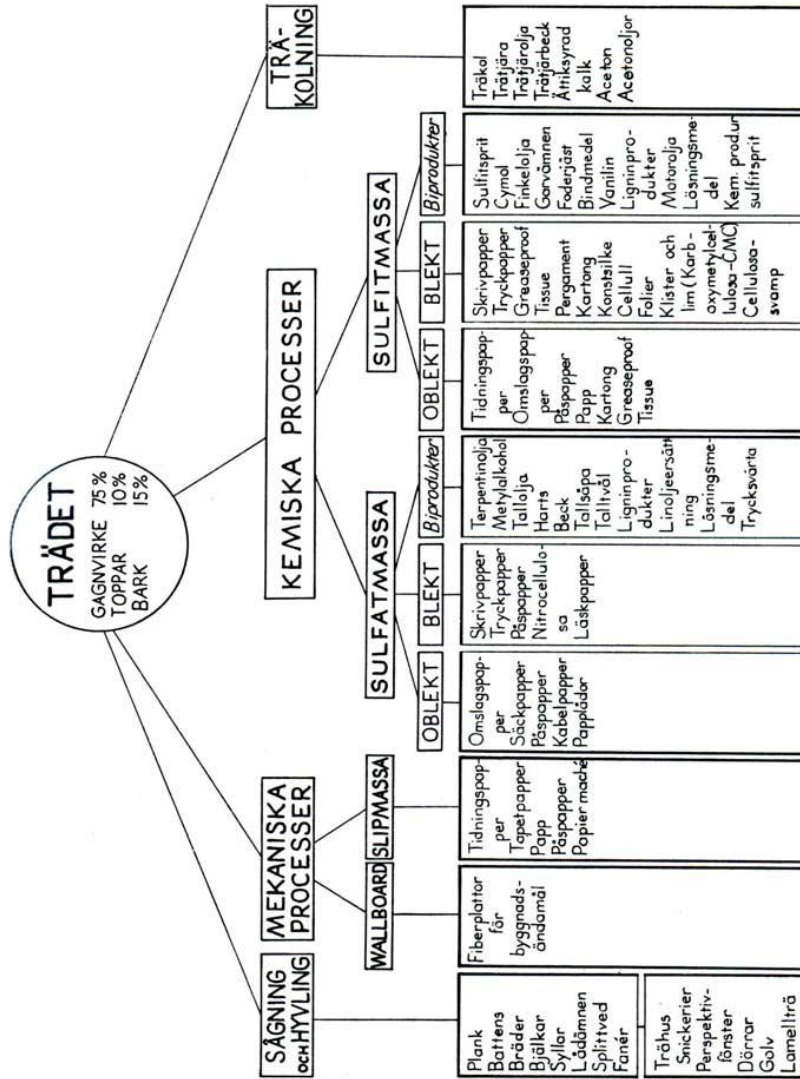 TRÄDET
GAGNVIRKE 75%
TOPPAR 10%
BARK 15%
SÅGNING
OCH HYVLING
MEKANISKA
PROCESSER
KEMISKA PROCESSER
TRÄ-
KOLNING
WALLBOARD
SLIPMASSA
SULFATMASSA
SULFITMASSA
OBLEKT
BLEKT
Biprodukter
OBLEKT
BLEKT
Biprodukter
Plank
Battens
Bräder
Bjälkar
Syllar
Lådämnen
Splittved
Fanér
Trähus
Snickerier
Perspektiv-
fönster
Dörrar
Golv
Lamellträ
Fiberplattor
för
byggnads-
ändamål
Tidningspap-
per
Tapetpapper
Papp
Påspapper
Papier maché
Omslagspap-
per
Säckpapper
Påspapper
Kabelpapper
Papplådor
Skrivpapper
Tryckpapper
Påspapper
Nitrocellulo-
sa
Läskpapper
Terpentinolja
Metylalkohol
Tallolja
Harts
Beck
Tallsåpa
Talltvål
Ligninpro-
dukter
Linoljeersätt
ning
Lösningsme-
del
Trycksvärta
Tidningspap-
per
Omslagspap-
per
Påspapper
Papp
Kartong
Greaseproof
Tissue
Skrivpapper
Tryckpapper
Greaseproof
Tissue
Pergament
Kartong
Konstsilke
Cellull
Folier
Klister och
lim (Karb-
oxymetylcel-
lulosa-CMC)
Cellulosa-
svamp
Sulfitsprit
Cymol
Finkelolja
Garvämnen
Foderjäst
Bindmedel
Vanilin
Ligninpro-
dukter
Motorolja
Lösningsme-
del
Kem. prod.ur
sulfitsprit
Träkol
Trätjära
Trätjärolja
Trätjärbeck
Ättiksyrad
kalk
Aceton
Acetonoljor